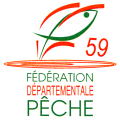 59
FÉDÉRATION
DÉPARTEMENTALE
PÊCHE